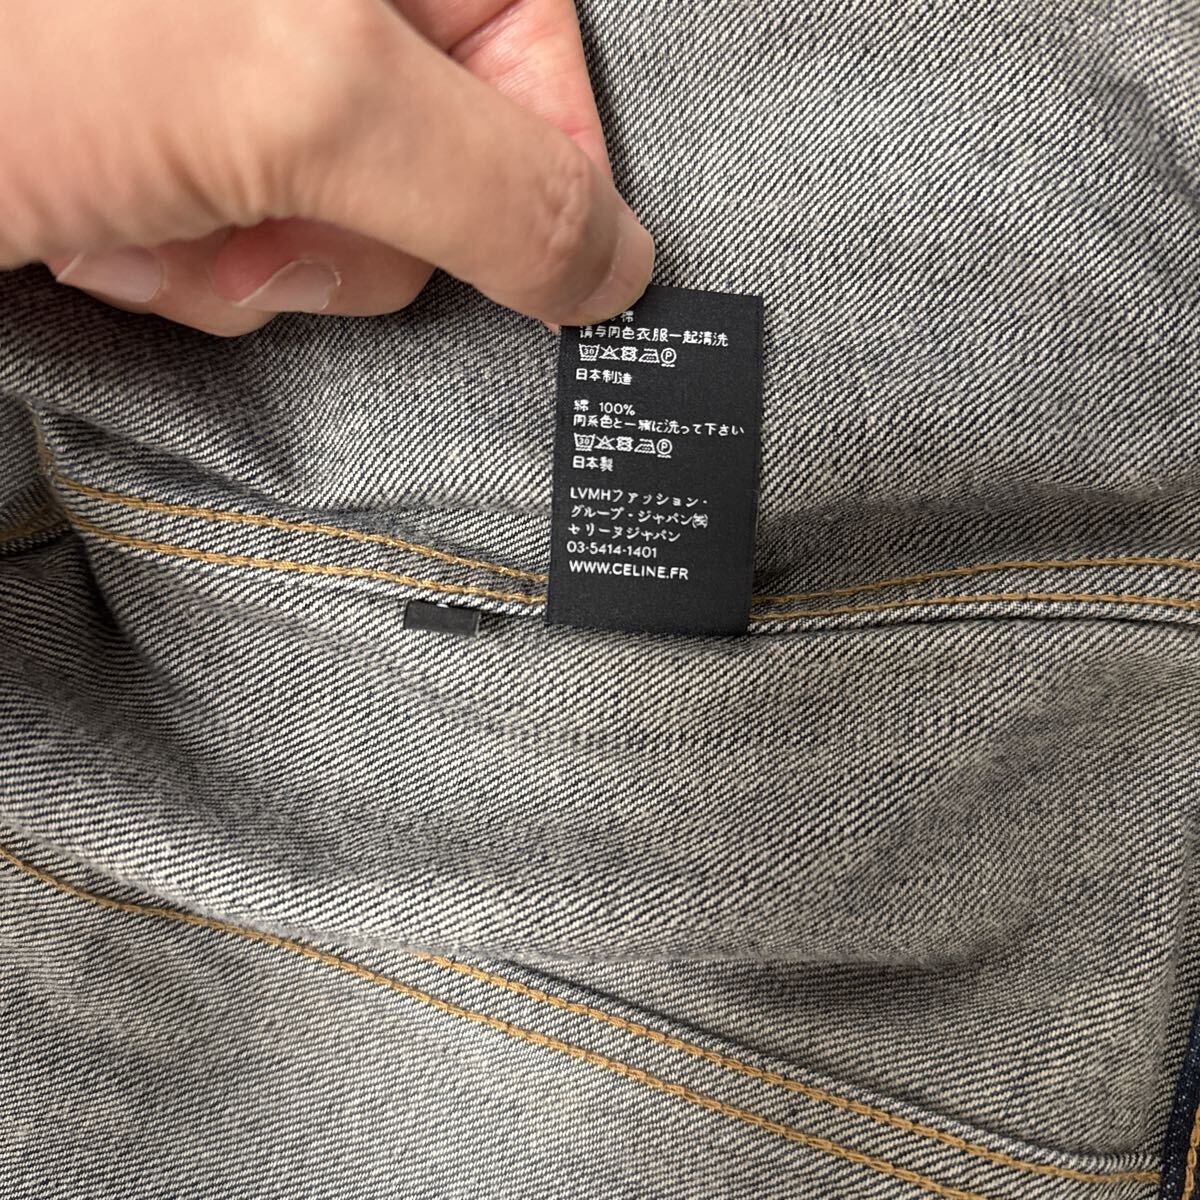 棉
请与同色衣服一起清洗
30 P
日本制造
綿 100%
同系色と一緒に洗って下さい
30 P
日本製
LVMHファッション・
グループ・ジャパン㈱
セリーヌジャパン
03-5414-1401
WWW.CELINE.FR